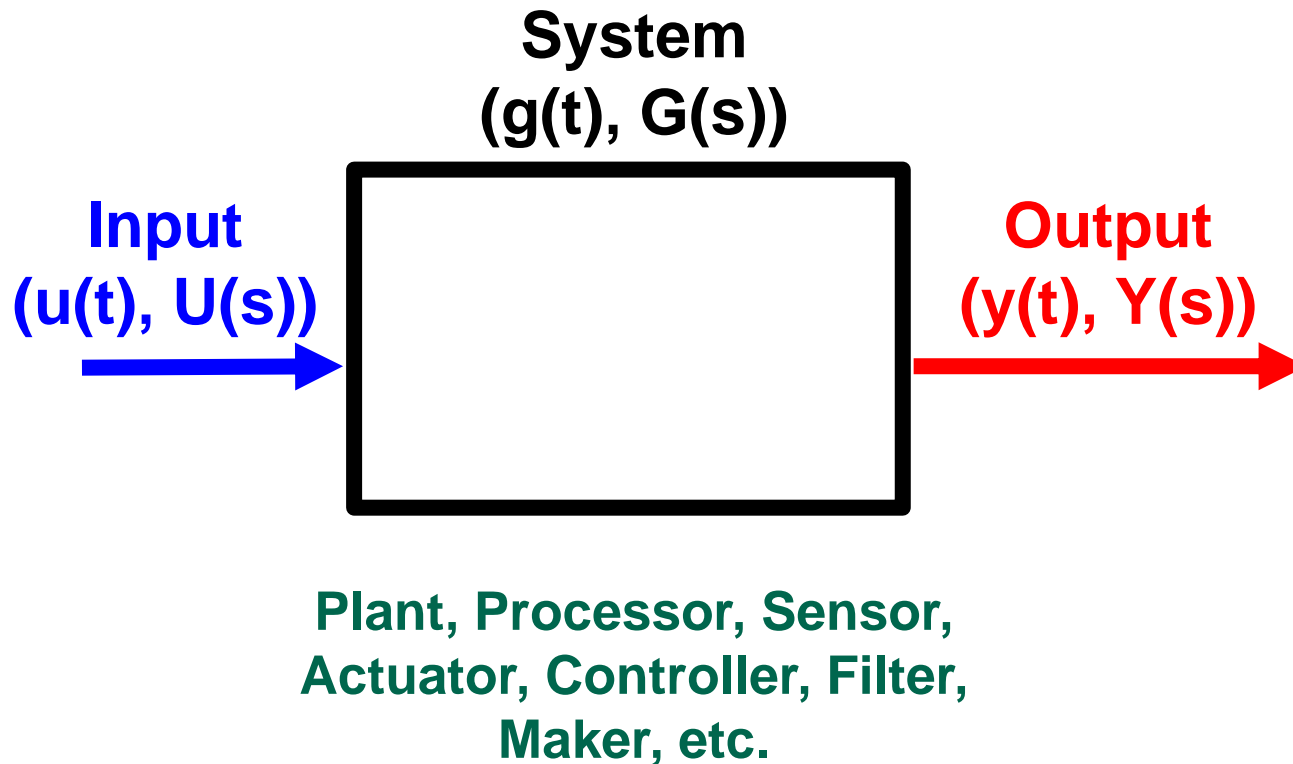 System
(g(t), G(s))
Input
(u(t), U(s))
Output
(y(t), Y(s))
Plant, Processor, Sensor,
Actuator, Controller, Filter,
Maker, etc.